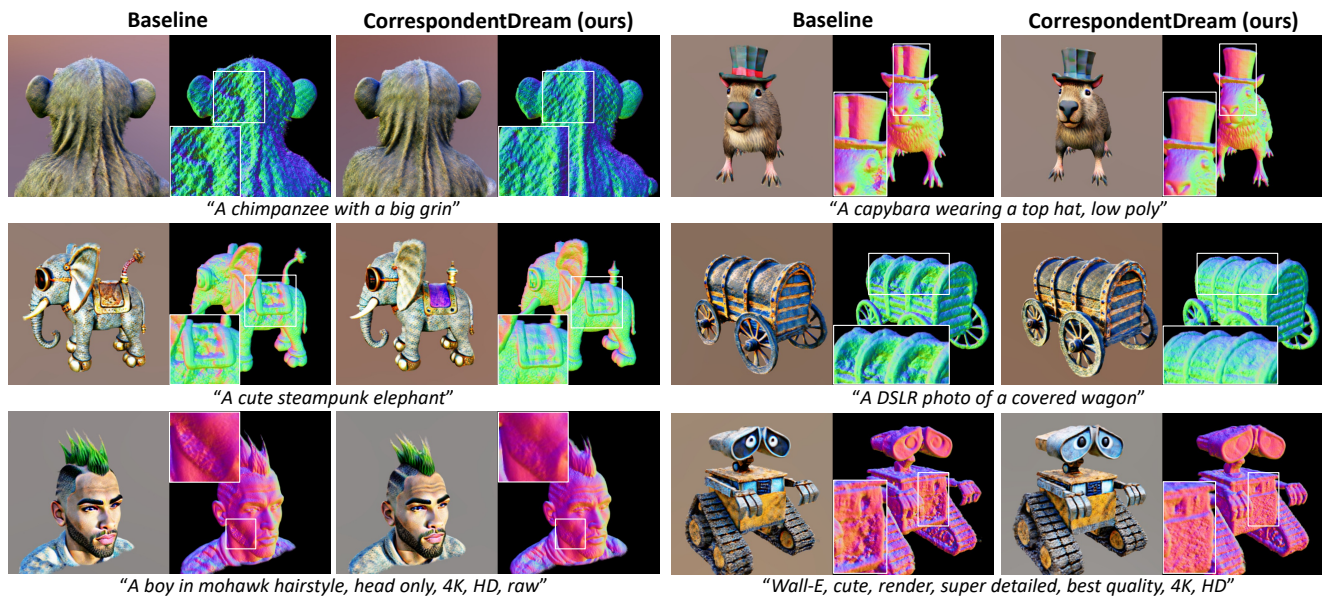 Baseline CorrespondentDream (ours) Baseline CorrespondentDream (ours)
“A chimpanzee with a big grin” “A capybara wearing a top hat, low poly”
“A cute steampunk elephant” “A DSLR photo of a covered wagon”
“A boy in mohawk hairstyle, head only, 4K, HD, raw” “Wall-E, cute, render, super detailed, best quality, 4K, HD”